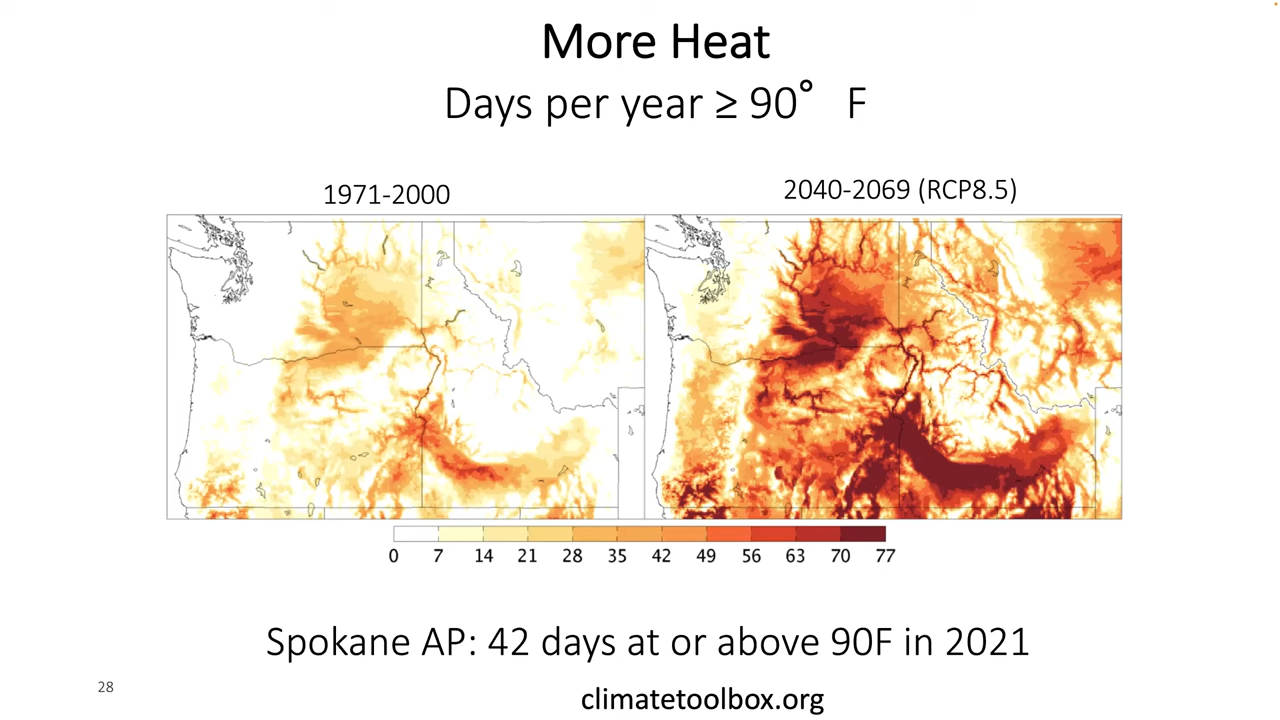 More Heat
Days per year ≥ 90° F
1971-2000
2040-2069 (RCP8.5)
0 7 14 21 28 35 42 49 56 63 70 77
Spokane AP: 42 days at or above 90F in 2021
28
climatetoolbox.org